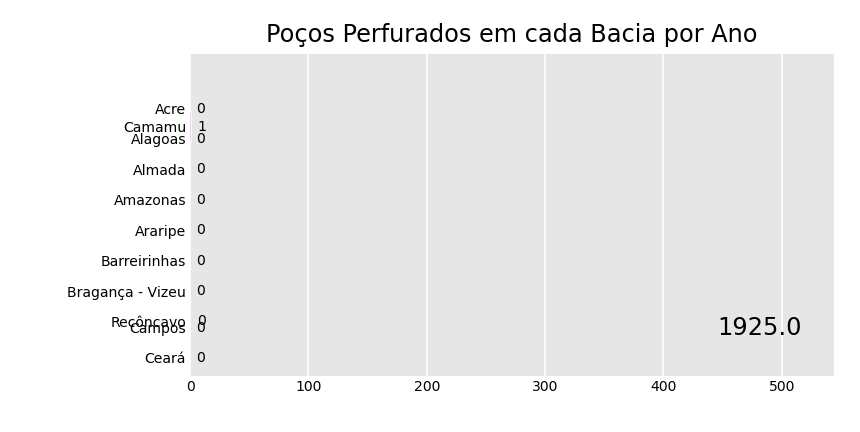 Poços Perfurados em cada Bacia por Ano
Acre 0
Camamu 1
Alagoas 0
Almada 0
Amazonas 0
Araripe 0
Barreirinhas 0
Bragança - Vizeu 0
Recôncavo 0
Campos 0
1925.0
Ceará 0
0 100 200 300 400 500